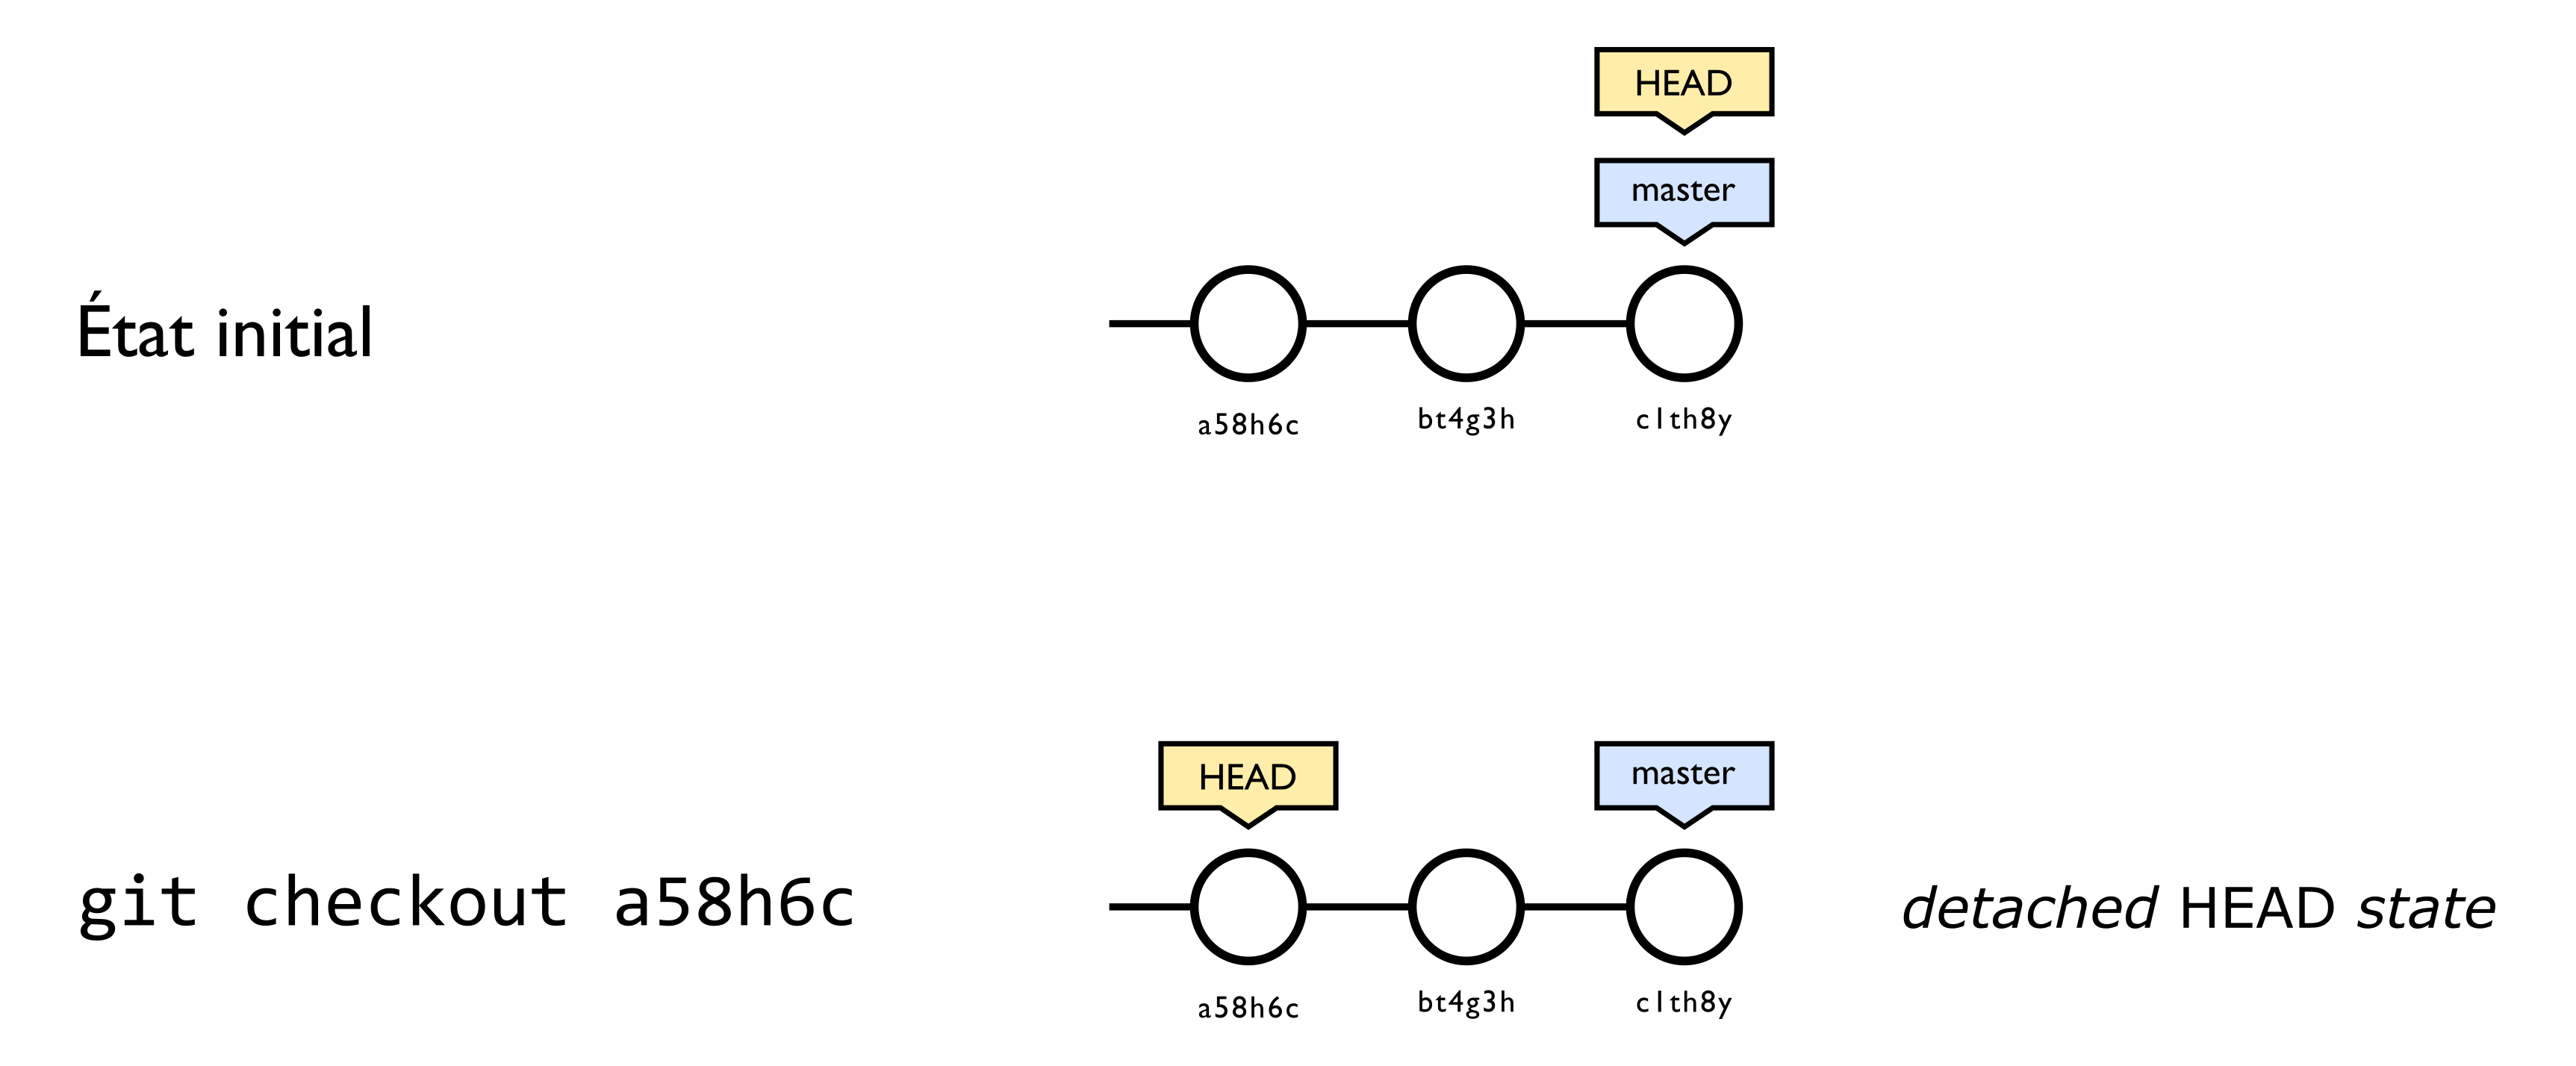 HEAD
master
État initial
a58h6c
bt4g3h
c1th8y
HEAD
master
git checkout a58h6c
detached HEAD state
a58h6c
bt4g3h
c1th8y